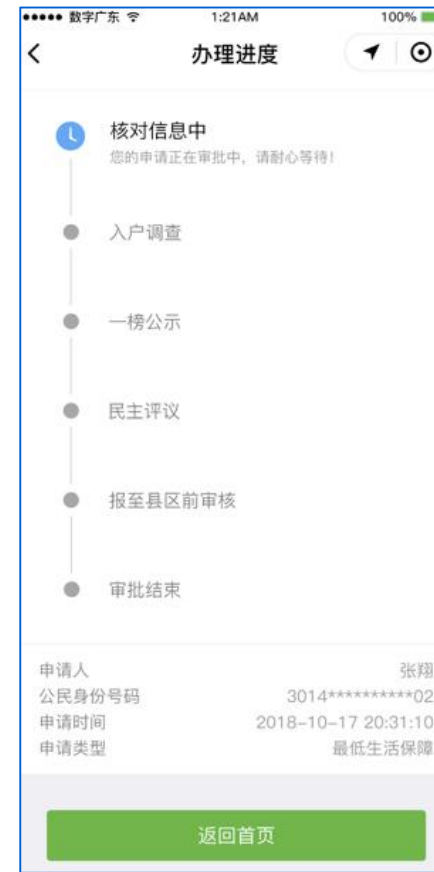 数字广东 1:21AM 100%
办理进度
核对信息中
您的申请正在审批中，请耐心等待！
入户调查
一榜公示
民主评议
报至县区前审核
审批结束
申请人 张翔
公民身份号码 3014**********02
申请时间 2018-10-17 20:31:10
申请类型 最低生活保障
返回首页